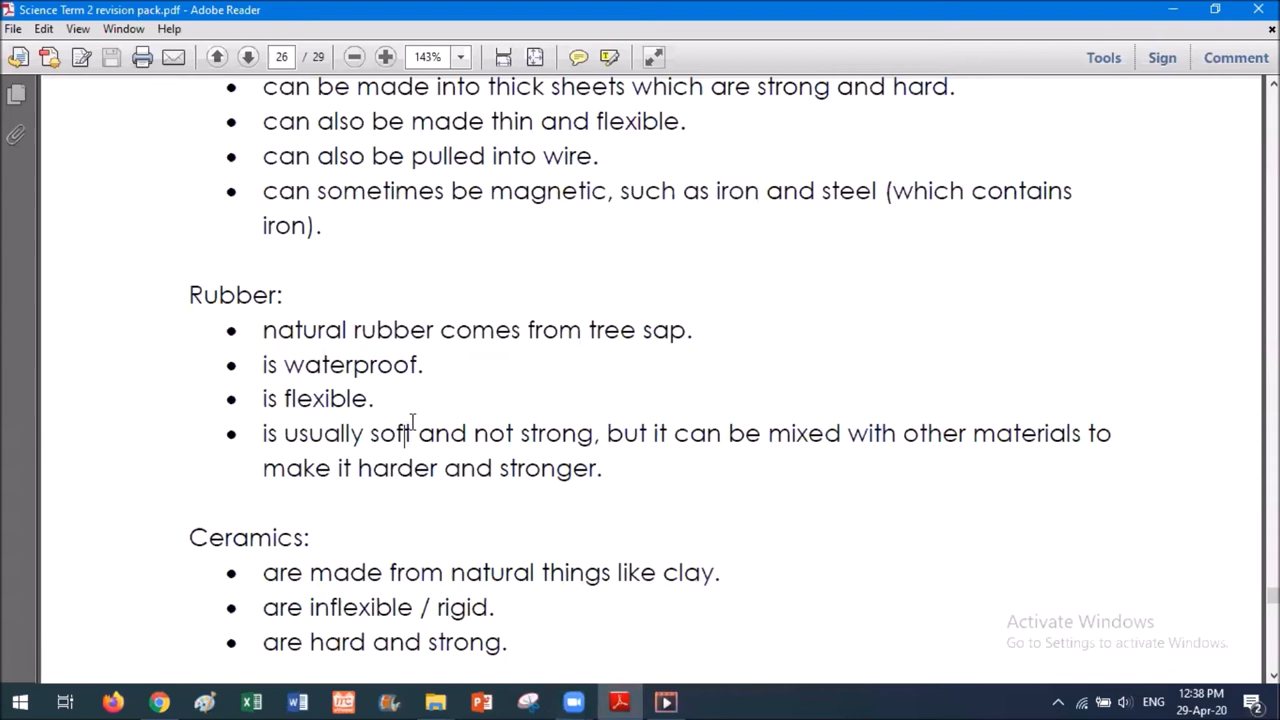 Science Term 2 revision pack.pdf - Adobe Reader
File Edit View Window Help
26 / 29 143% Tools Sign Comment
• can be made into thick sheets which are strong and hard.
• can also be made thin and flexible.
• can also be pulled into wire.
• can sometimes be magnetic, such as iron and steel (which contains
iron).
Rubber:
• natural rubber comes from tree sap.
• is waterproof.
• is flexible.
• is usually soft and not strong, but it can be mixed with other materials to
make it harder and stronger.
Ceramics:
• are made from natural things like clay.
• are inflexible / rigid.
• are hard and strong.
Activate Windows
Go to Settings to activate Windows.
ENG 12:38 PM
29-Apr-20 2